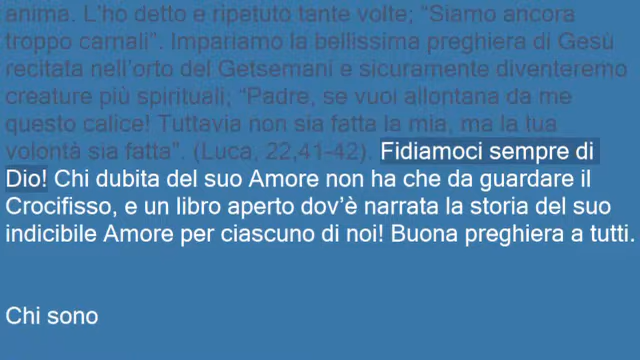 anima. L'ho detto e ripetuto tante volte; “Siamo ancora
troppo carnali”. Impariamo la bellissima preghiera di Gesù
recitata nell'orto del Getsemani e sicuramente diventeremo
creature più spirituali; “Padre, se vuoi allontana da me
questo calice! Tuttavia non sia fatta la mia, ma la tua
volontà sia fatta”. (Luca, 22,41-42). Fidiamoci sempre di
Dio! Chi dubita del suo Amore non ha che da guardare il
Crocifisso, e un libro aperto dov'è narrata la storia del suo
indicibile Amore per ciascuno di noi! Buona preghiera a tutti.
Chi sono